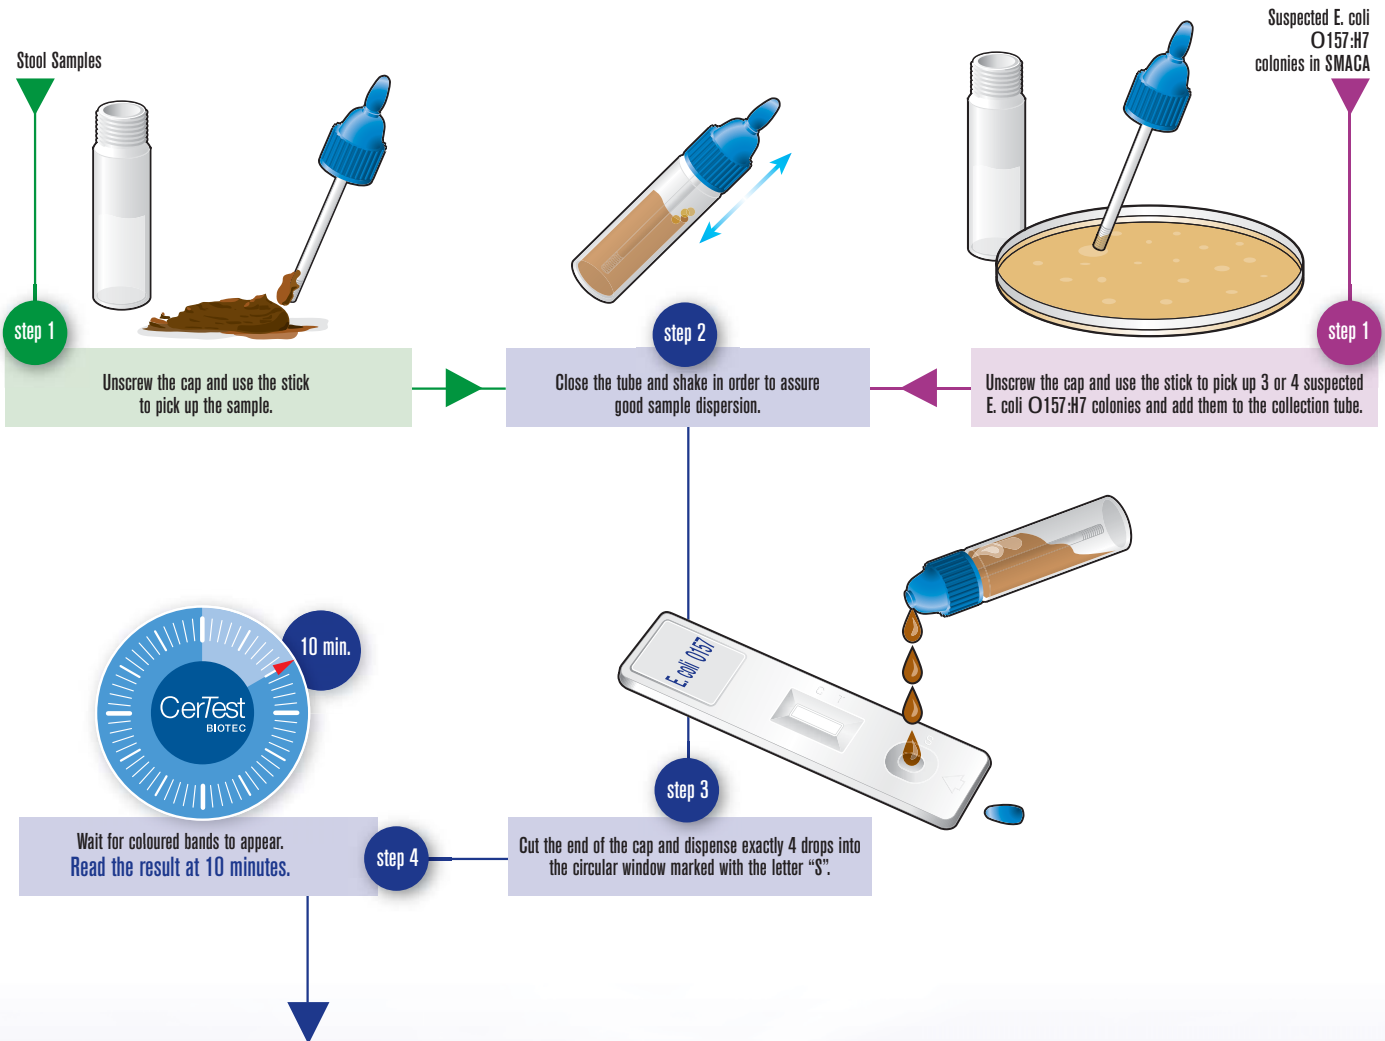 Stool Samples
Suspected E. coli
O157:H7
colonies in SMACA
step 1
step 2
step 1
Unscrew the cap and use the stick
to pick up the sample.
Close the tube and shake in order to assure
good sample dispersion.
Unscrew the cap and use the stick to pick up 3 or 4 suspected
E. coli O157:H7 colonies and add them to the collection tube.
10 min.
CerTest
BIOTEC
E. coli O157
C T
S
step 3
Wait for coloured bands to appear.
Read the result at 10 minutes.
step 4
Cut the end of the cap and dispense exactly 4 drops into
the circular window marked with the letter “S”.